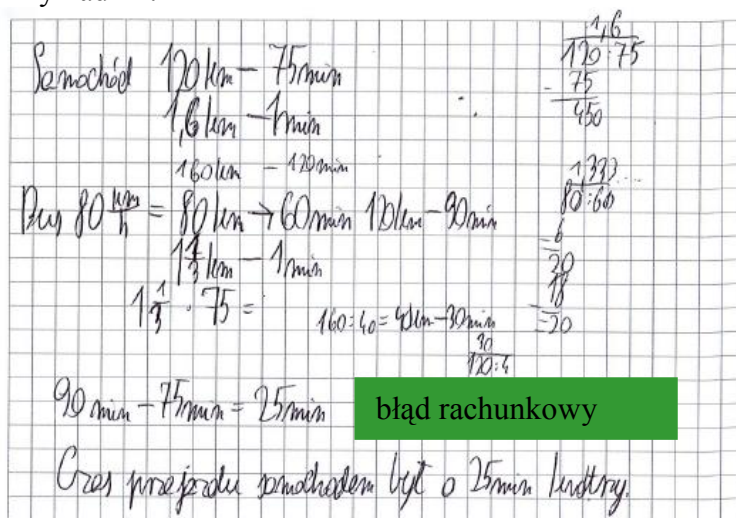 Samochód 120 km – 75 min
1,6 km – 1 min
1,6
120:75
- 75
450
160 km – 120 min
Bus 80 km/h = 80 km → 60 min 120 km – 90 min
1 1/3 km – 1 min
1 1/3 · 75 =
1,333...
80:60
-6
20
-18
20
160:40 = 40 km – 30 min
30
120:4
90 min – 75 min = 25 min
błąd rachunkowy
Czas przejazdu samochodem był o 25 min krótszy.